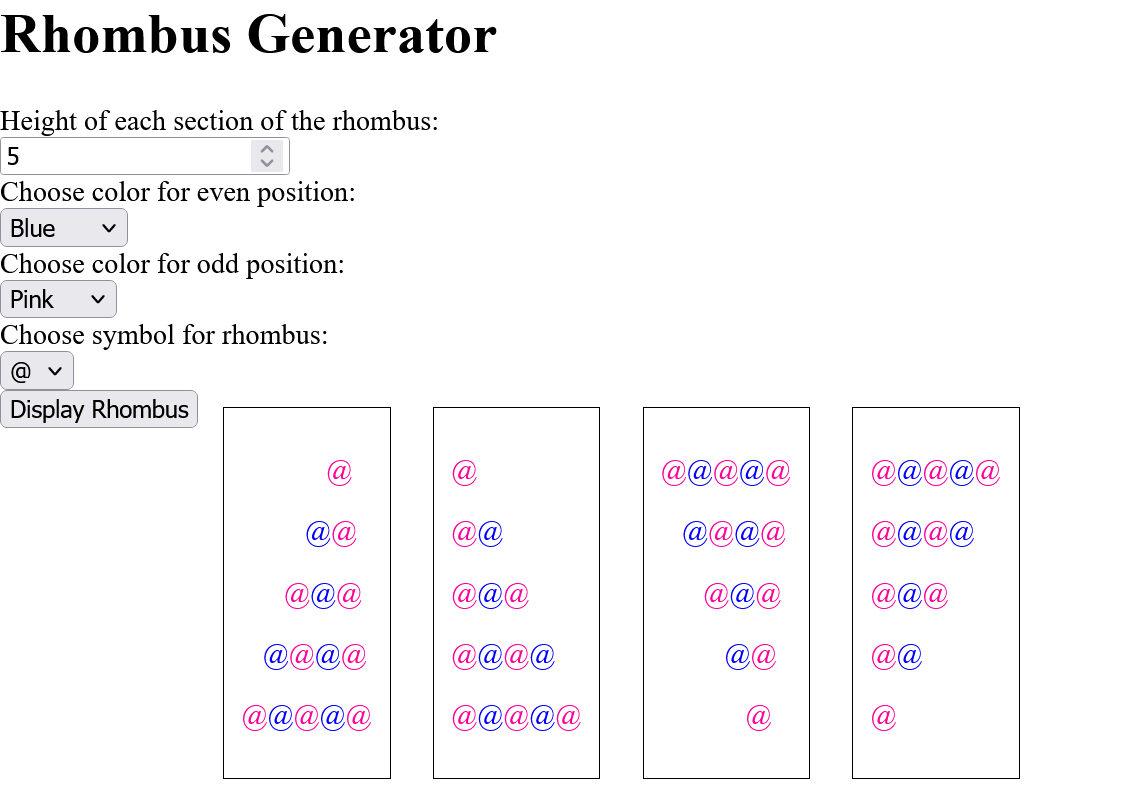 Rhombus Generator
Height of each section of the rhombus:
5
Choose color for even position:
Blue
Choose color for odd position:
Pink
Choose symbol for rhombus:
@
Display Rhombus
@ @ @@@@@ @@@@@
@@ @@ @@@@ @@@@
@@@ @@@ @@@ @@@
@@@@ @@@@ @@ @@
@@@@@ @@@@@ @ @